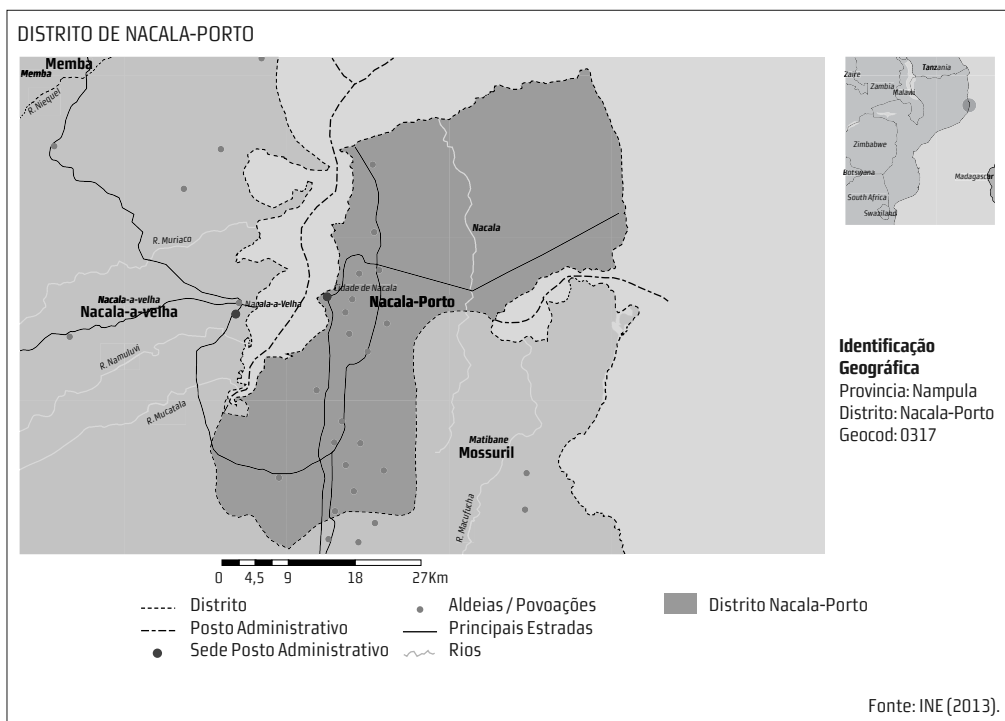 DISTRITO DE NACALA-PORTO
Memba
Memba
R. Niequel
R. Muriaco
Nacala
Cidade de Nacala
Nacala-Porto
Nacala-a-velha
Nacala-a-velha
Nacala-a-Velha
R. Namuluvi
R. Mucatala
Matibane
Mossuril
R. Macufucha
Tanzania
Zaire
Zambia
Malawi
Zimbabwe
Botswana
Madagascar
South Africa
Swaziland
Identificação
Geográfica
Provincia: Nampula
Distrito: Nacala-Porto
Geocod: 0317
0 4,5 9 18 27Km
Distrito
Posto Administrativo
Sede Posto Administrativo
Aldeias / Povoações
Principais Estradas
Rios
Distrito Nacala-Porto
Fonte: INE (2013).